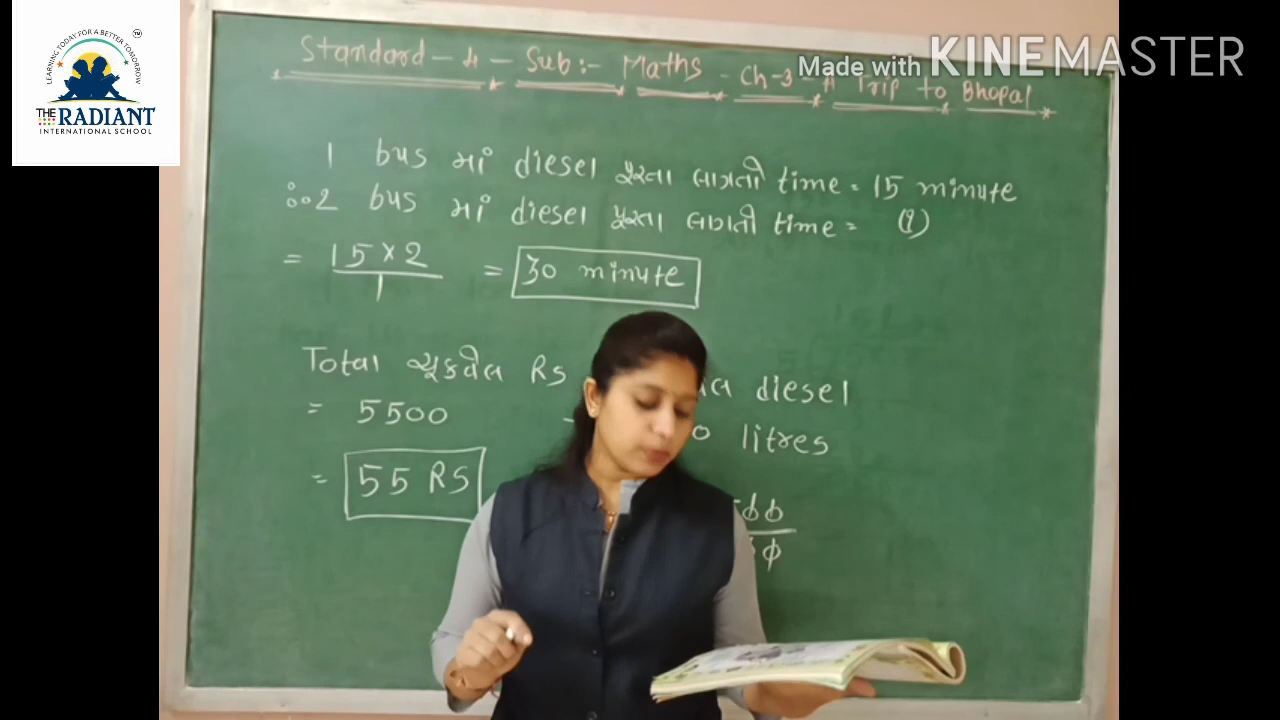 LEARNING TODAY FOR A BETTER TOMORROW
TM
THE RADIANT
INTERNATIONAL SCHOOL
Made with KINEMASTER
Standard - 4 - Sub:- Maths - Ch-3 - A Trip to Bhopal
1 bus માં diesel પુરતા લાગતી time = 15 minute
∴ 2 bus માં diesel પુરતા લાગતી time = (?)
= 15 × 2 / 1 = 30 minute
Total ચૂકવેલ Rs diesel
= 5500 litres
= 55 RS